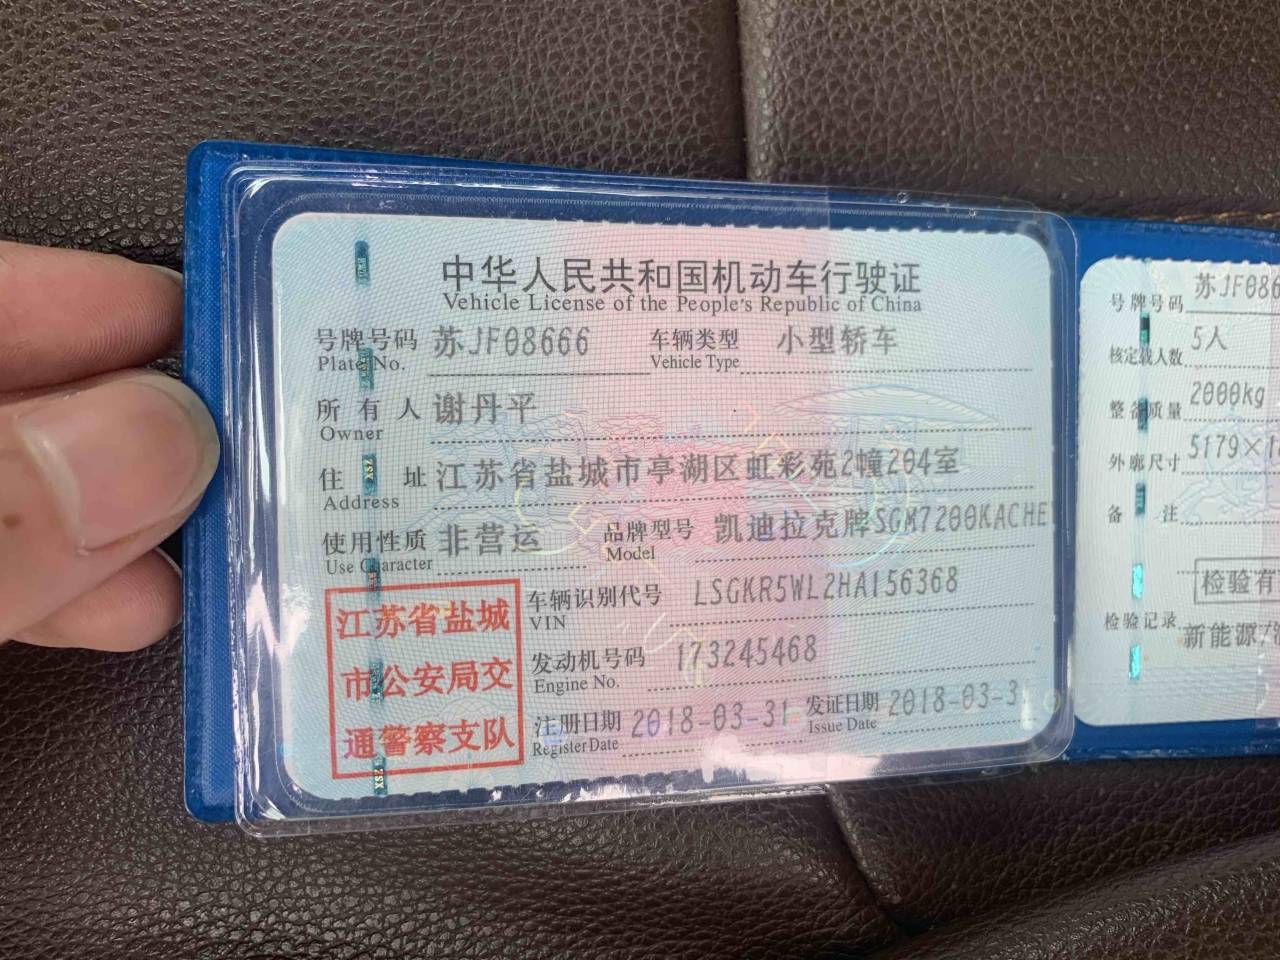 中华人民共和国机动车行驶证
Vehicle License of the People's Republic of China
号牌号码 苏JF08666 车辆类型 小型轿车
Plate No. Vehicle Type
所有人 谢丹平
Owner
住址 江苏省盐城市亭湖区虹彩苑2幢204室
Address
使用性质 非营运 品牌型号 凯迪拉克牌SGM7200KACHE
Use Character Model
江苏省盐城
市公安局交
通警察支队
车辆识别代号 LSGKR5WL2HA156368
VIN
发动机号码 173245468
Engine No.
注册日期 2018-03-31 发证日期 2018-03-31
Register Date Issue Date
号牌号码 苏JF086
核定载人数 5人
整备质量 2000kg
外廓尺寸 5179×1
备注
检验有
检验记录 新能源